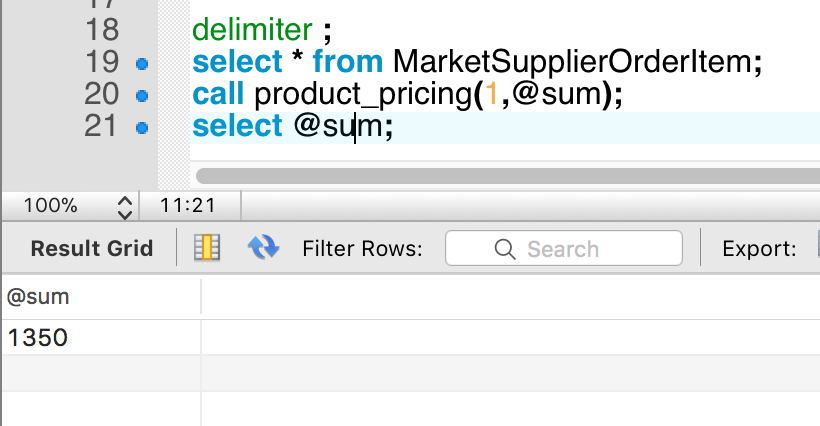 18 delimiter ;
19 select * from MarketSupplierOrderItem;
20 call product_pricing(1,@sum);
21 select @sum;
100% 11:21
Result Grid Filter Rows: Search Export:
@sum
1350